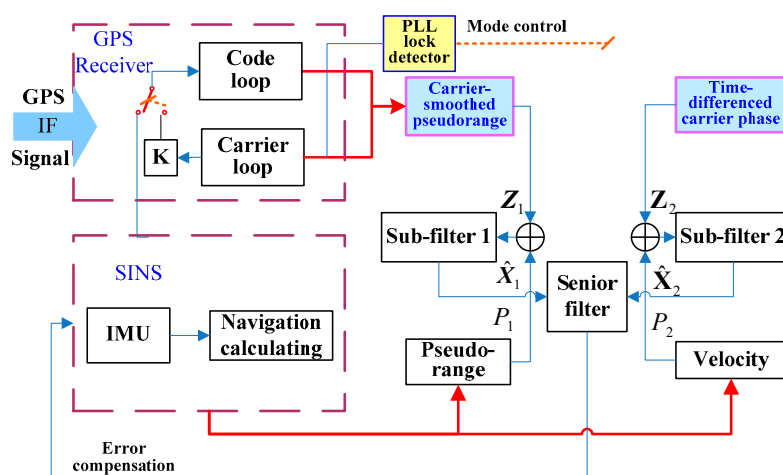 GPS
Receiver
GPS
IF
Signal
Code
loop
K
Carrier
loop
PLL
lock
detector
Mode control
Carrier-
smoothed
pseudorange
Time-
differenced
carrier phase
Z₁
Z₂
Sub-filter 1
Sub-filter 2
X̂₁
X̂₂
Senior
filter
P₁
P₂
SINS
IMU
Navigation
calculating
Pseudo-
range
Velocity
Error
compensation